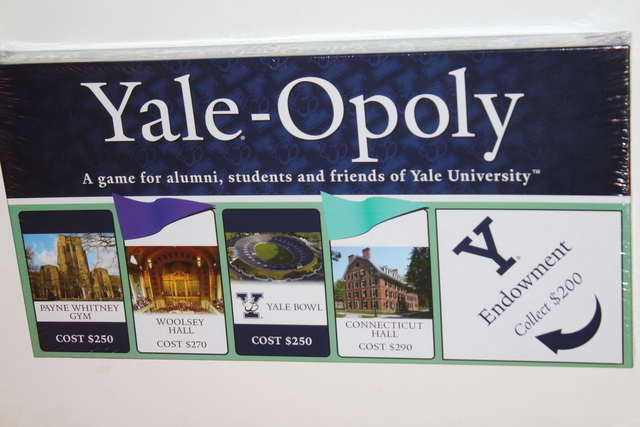 Yale-Opoly
A game for alumni, students and friends of Yale University™
PAYNE WHITNEY
GYM
COST $250
WOOLSEY
HALL
COST $270
Y
YALE BOWL
COST $250
CONNECTICUT
HALL
COST $290
Y
Endowment
Collect $200